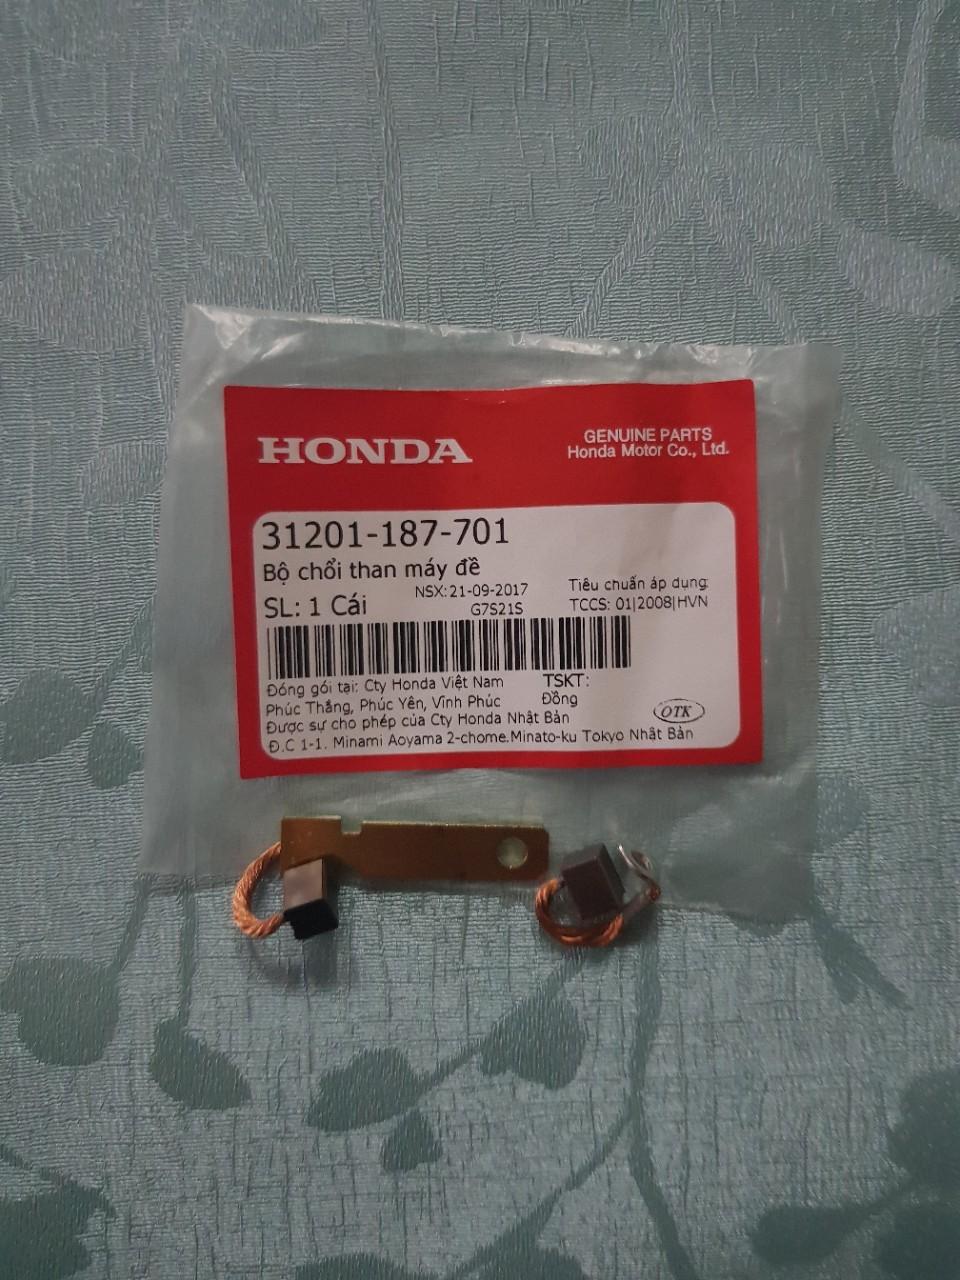 HONDA
GENUINE PARTS
Honda Motor Co., Ltd.
31201-187-701
Bộ chổi than máy đề
NSX:21-09-2017
Tiêu chuẩn áp dụng:
SL: 1 Cái
G7S21S
TCCS: 01|2008|HVN
Đóng gói tại: Cty Honda Việt Nam
TSKT:
Phúc Thắng, Phúc Yên, Vĩnh Phúc
Đồng
Được sự cho phép của Cty Honda Nhật Bản
OTK
Đ.C 1-1. Minami Aoyama 2-chome.Minato-ku Tokyo Nhật Bản